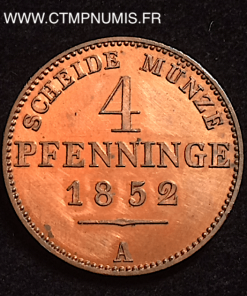 WWW.CTMPNUMIS.FR
SCHEIDE MÜNZE
4
PFENNINGE
1852
A